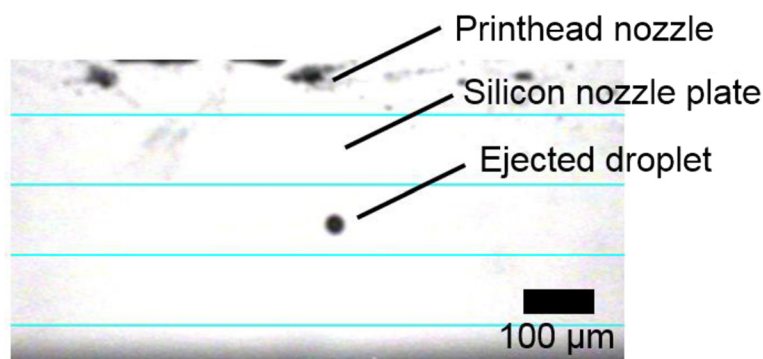 Printhead nozzle
Silicon nozzle plate
Ejected droplet
100 µm